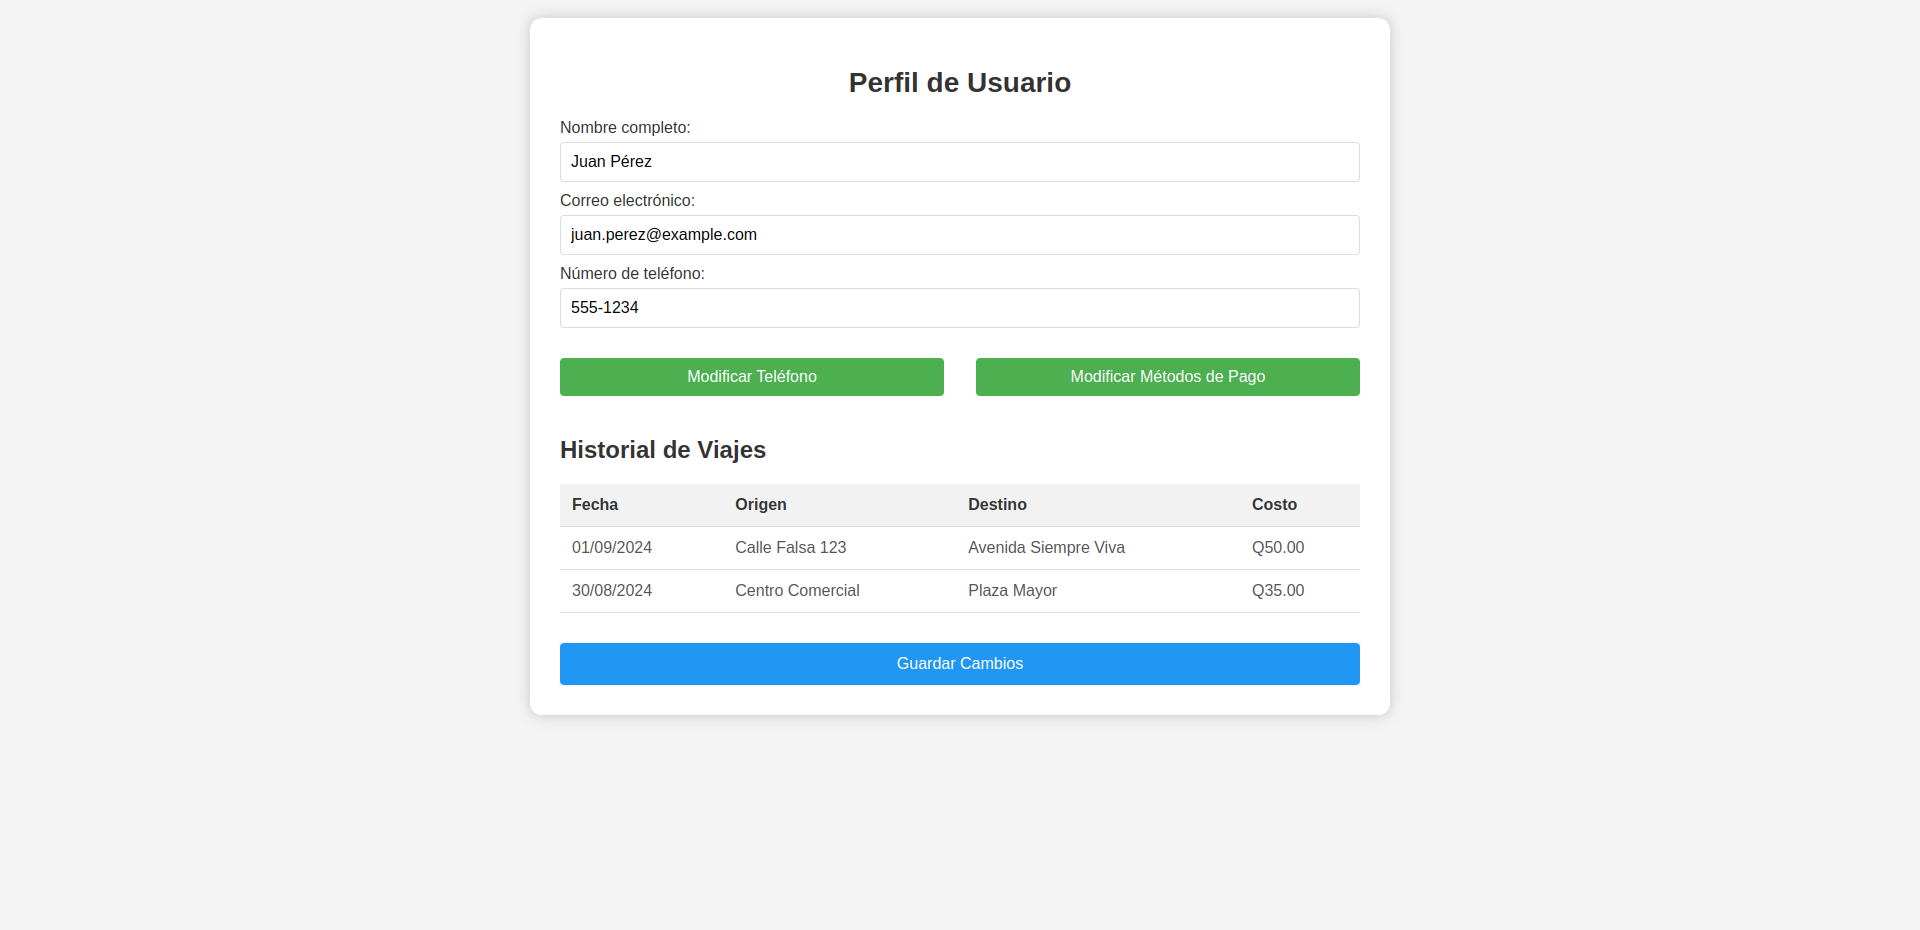 Perfil de Usuario
Nombre completo:
Juan Pérez
Correo electrónico:
juan.perez@example.com
Número de teléfono:
555-1234
Modificar Teléfono Modificar Métodos de Pago
Historial de Viajes
Fecha Origen Destino Costo
01/09/2024 Calle Falsa 123 Avenida Siempre Viva Q50.00
30/08/2024 Centro Comercial Plaza Mayor Q35.00
Guardar Cambios